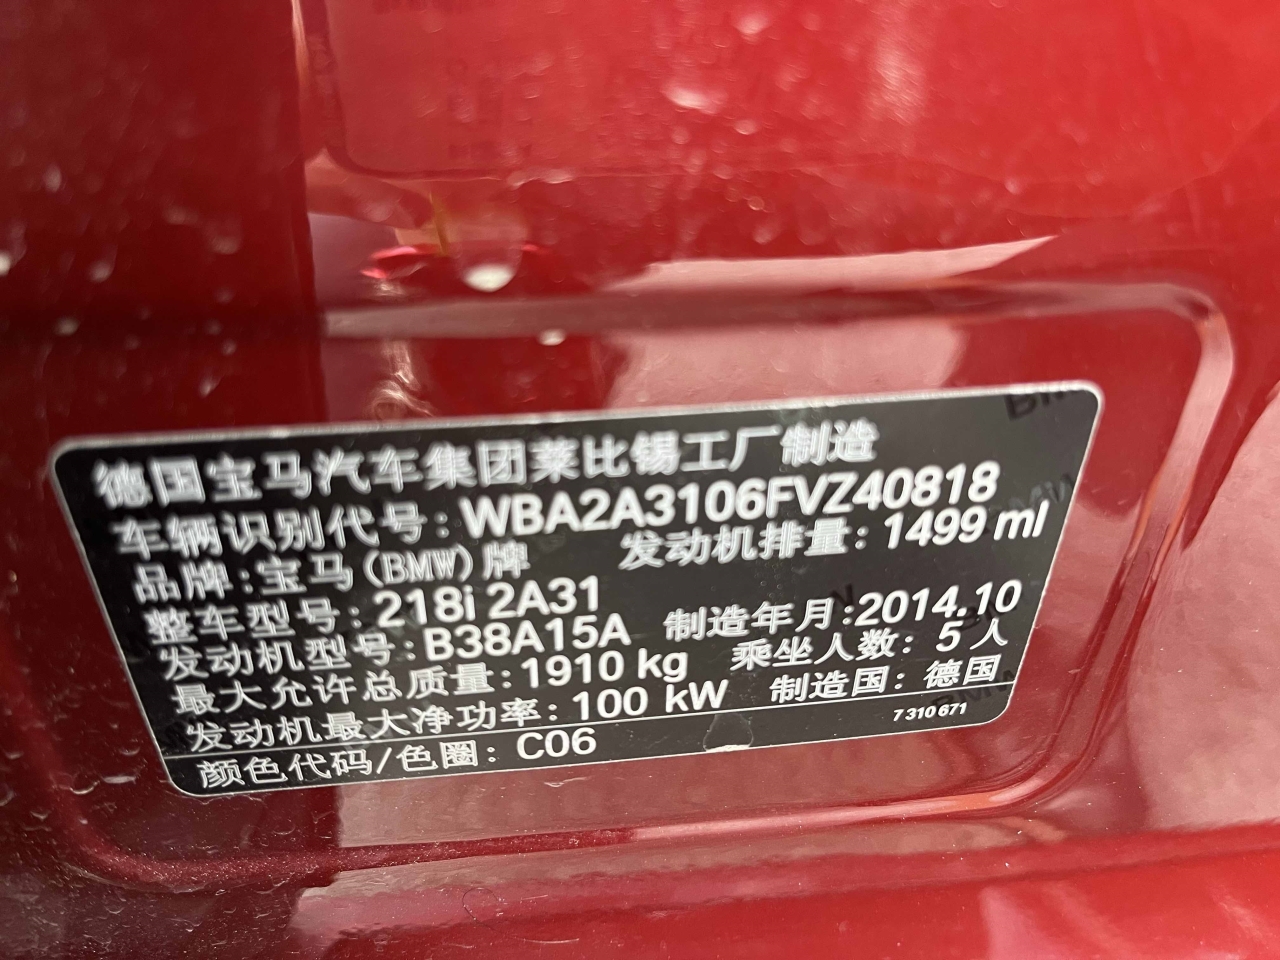 德国宝马汽车集团莱比锡工厂制造
车辆识别代号: WBA2A3106FVZ40818
品牌:宝马(BMW)牌 发动机排量: 1499 ml
整车型号: 218i 2A31
发动机型号: B38A15A 制造年月:2014.10
最大允许总质量: 1910 kg 乘坐人数: 5 人
发动机最大净功率: 100 kW 制造国: 德国
7 310 671
颜色代码/色圈: C06